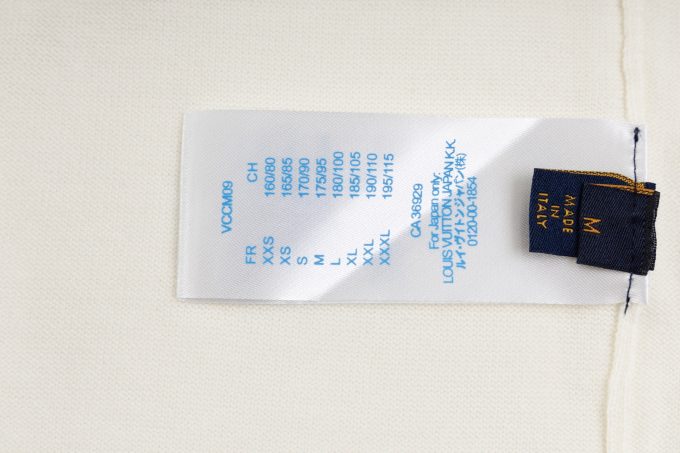 VCCM09
FR CH
XXS 160/80
XS 165/85
S 170/90
M 175/95
L 180/100
XL 185/105
XXL 190/110
XXXL 195/115
CA 36929
For Japan only:
LOUIS VUITTON JAPAN K.K.
ルイ・ヴィトンジャパン(株)
0120-00-1854
MADE
IN
ITALY
M